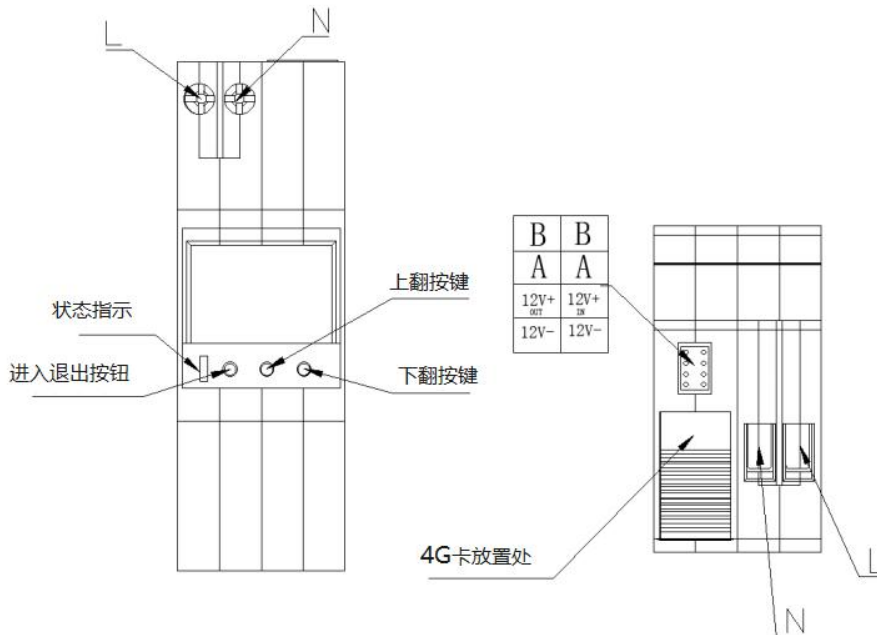 L
N
状态指示
进入退出按钮
上翻按键
下翻按键
B B
A A
12V+ 12V+
OUT IN
12V- 12V-
4G卡放置处
N
L